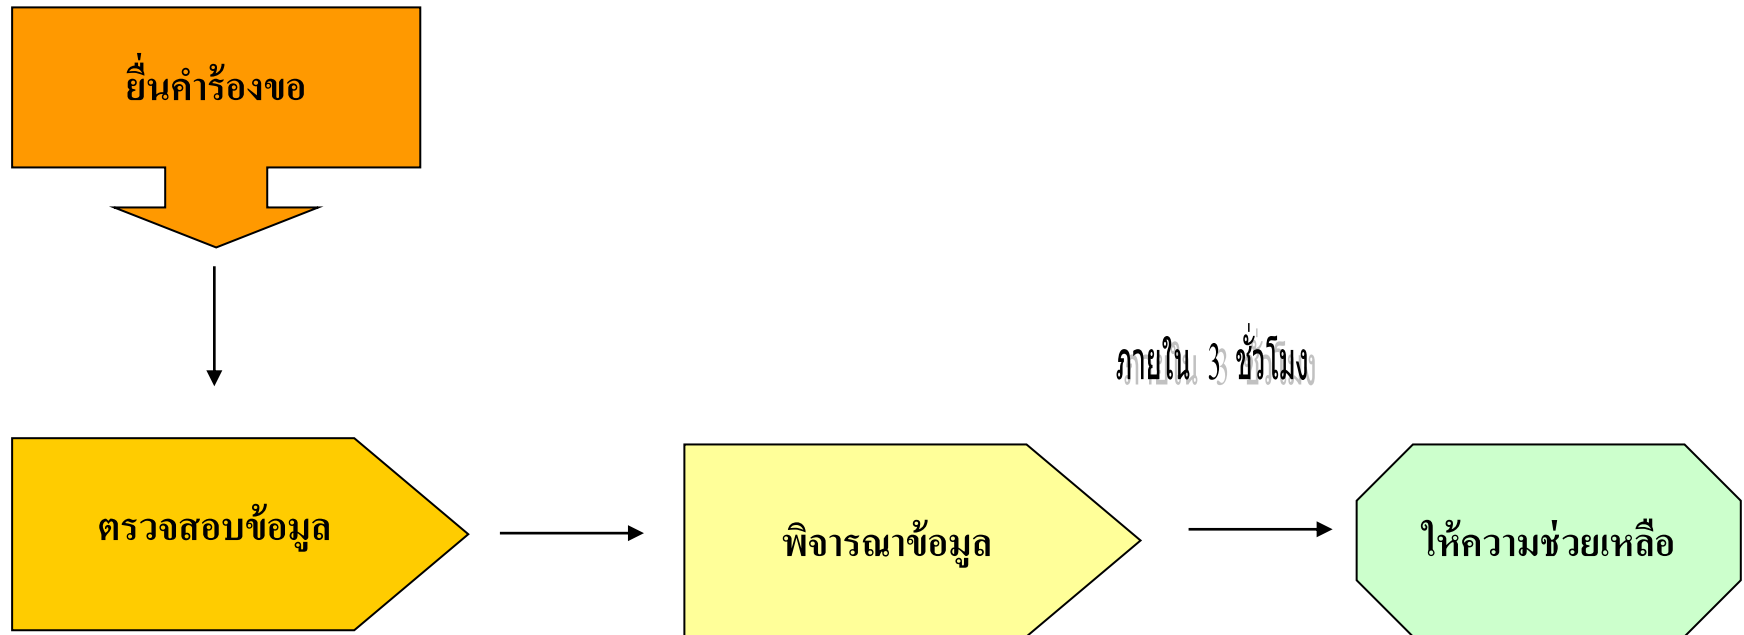 ยื่นคำร้องขอ
ภายใน 3 ชั่วโมง
ตรวจสอบข้อมูล
พิจารณาข้อมูล
ให้ความช่วยเหลือ